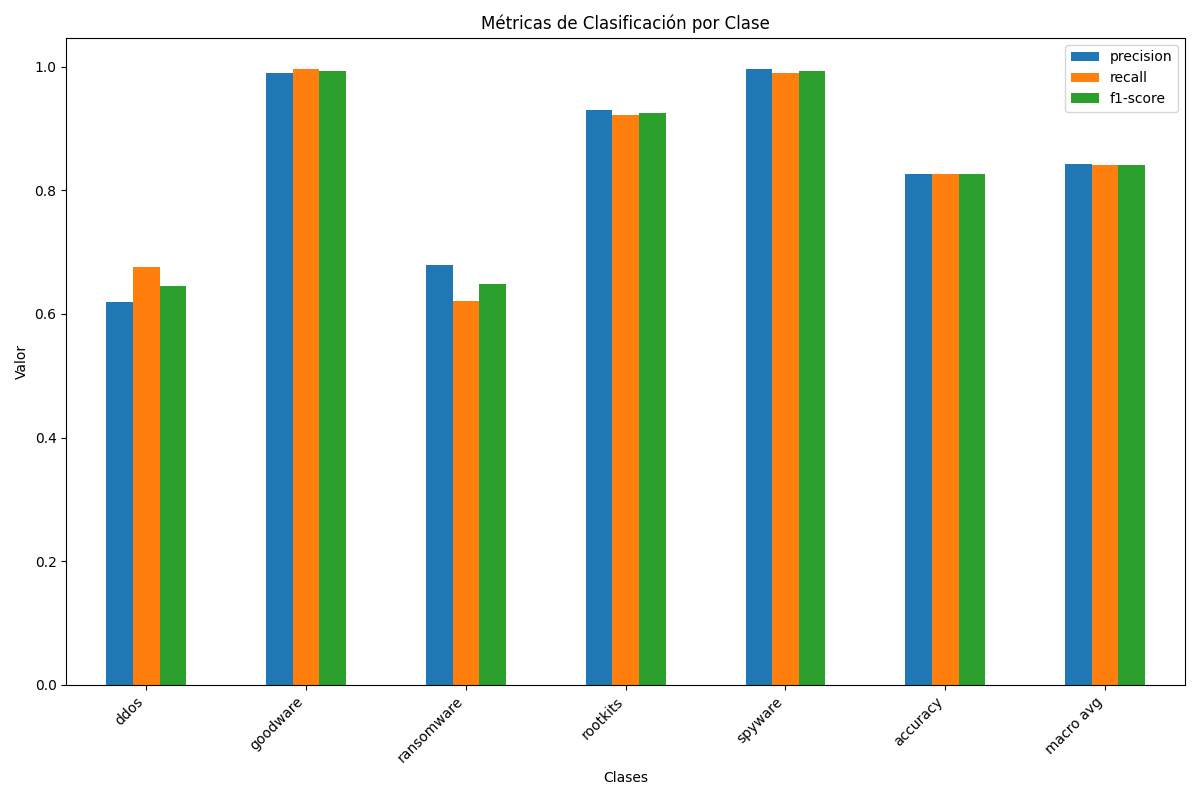 Métricas de Clasificación por Clase
precision
recall
f1-score
Valor
1.0
0.8
0.6
0.4
0.2
0.0
ddos
goodware
ransomware
rootkits
spyware
accuracy
macro avg
Clases